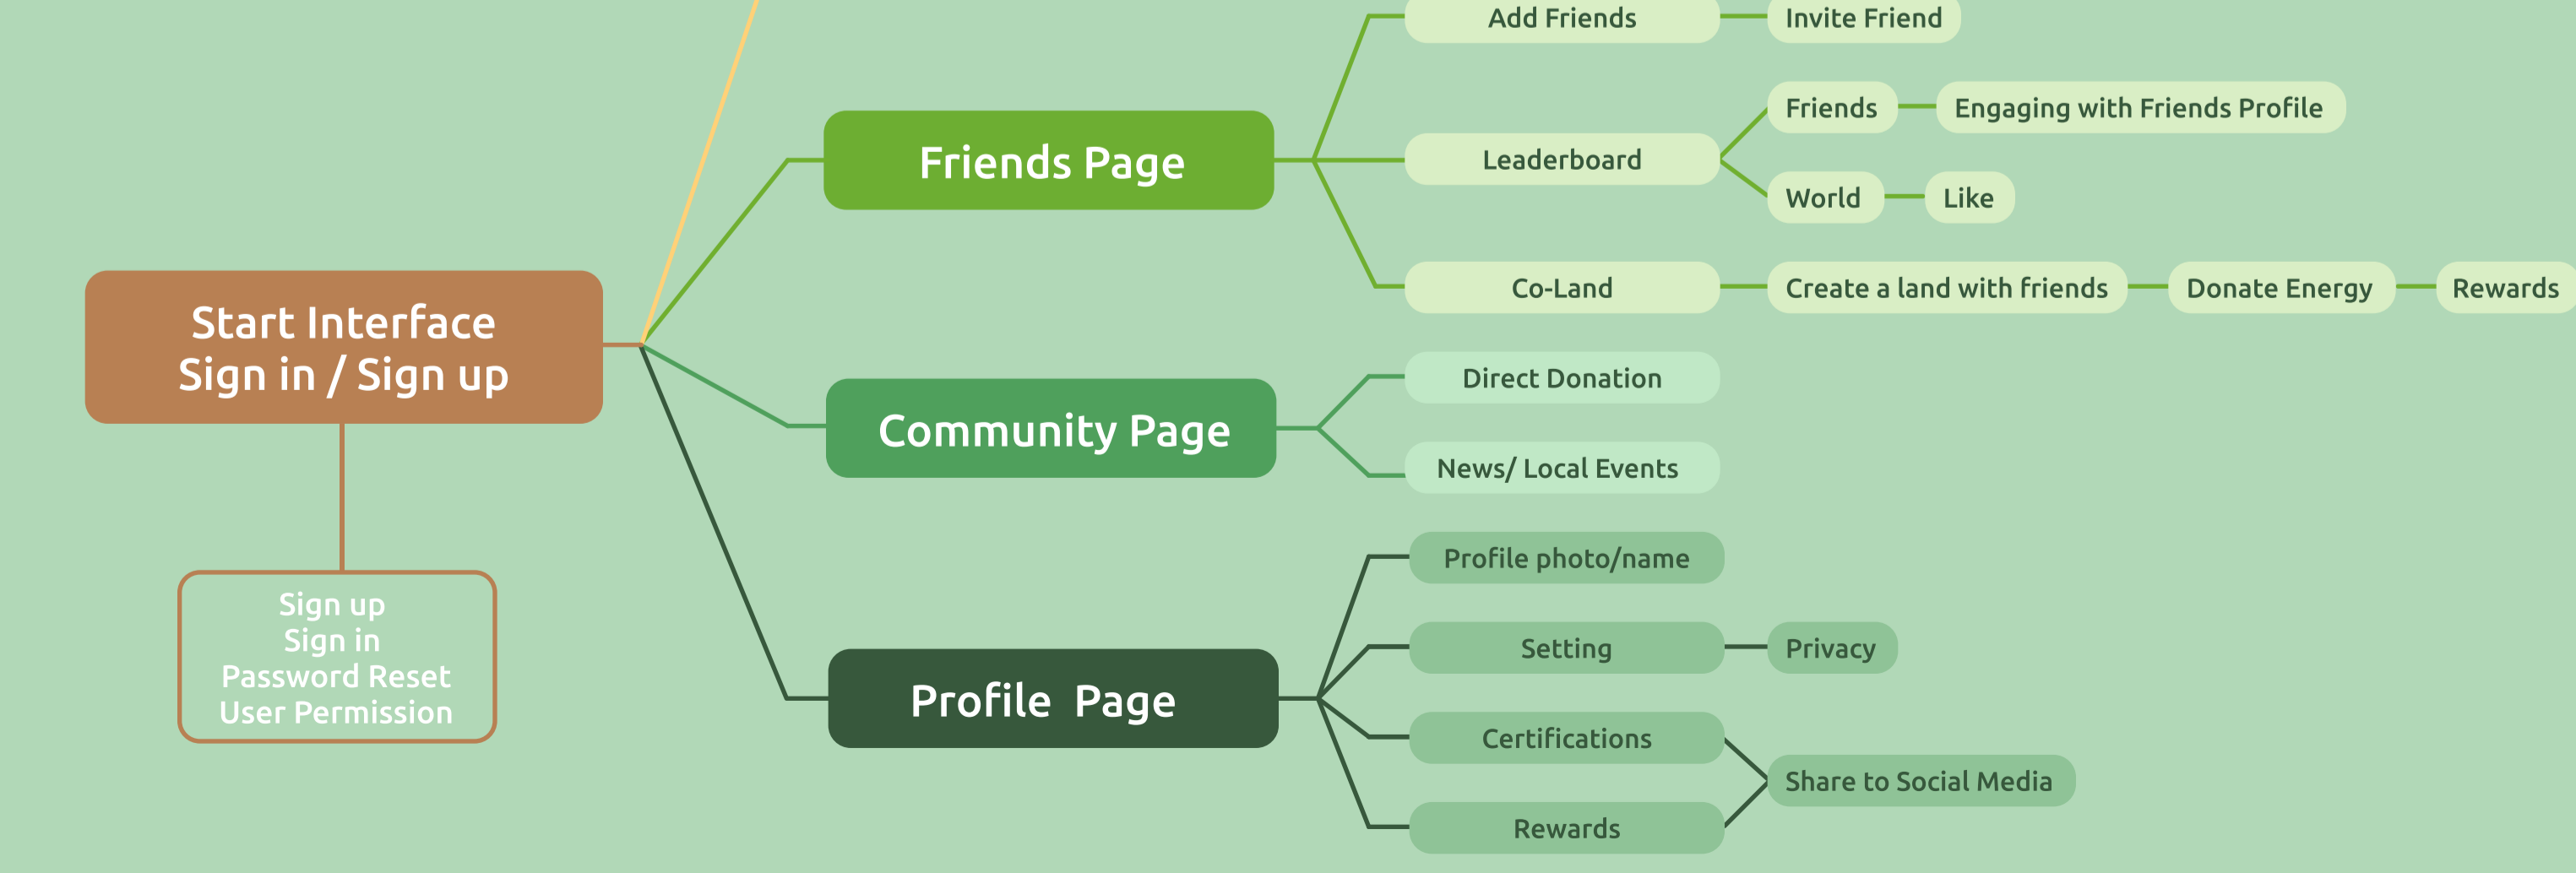 Start Interface
Sign in / Sign up
Sign up
Sign in
Password Reset
User Permission
Friends Page
Add Friends
Invite Friend
Leaderboard
Friends
Engaging with Friends Profile
World
Like
Co-Land
Create a land with friends
Donate Energy
Rewards
Community Page
Direct Donation
News/ Local Events
Profile Page
Profile photo/name
Setting
Privacy
Certifications
Rewards
Share to Social Media